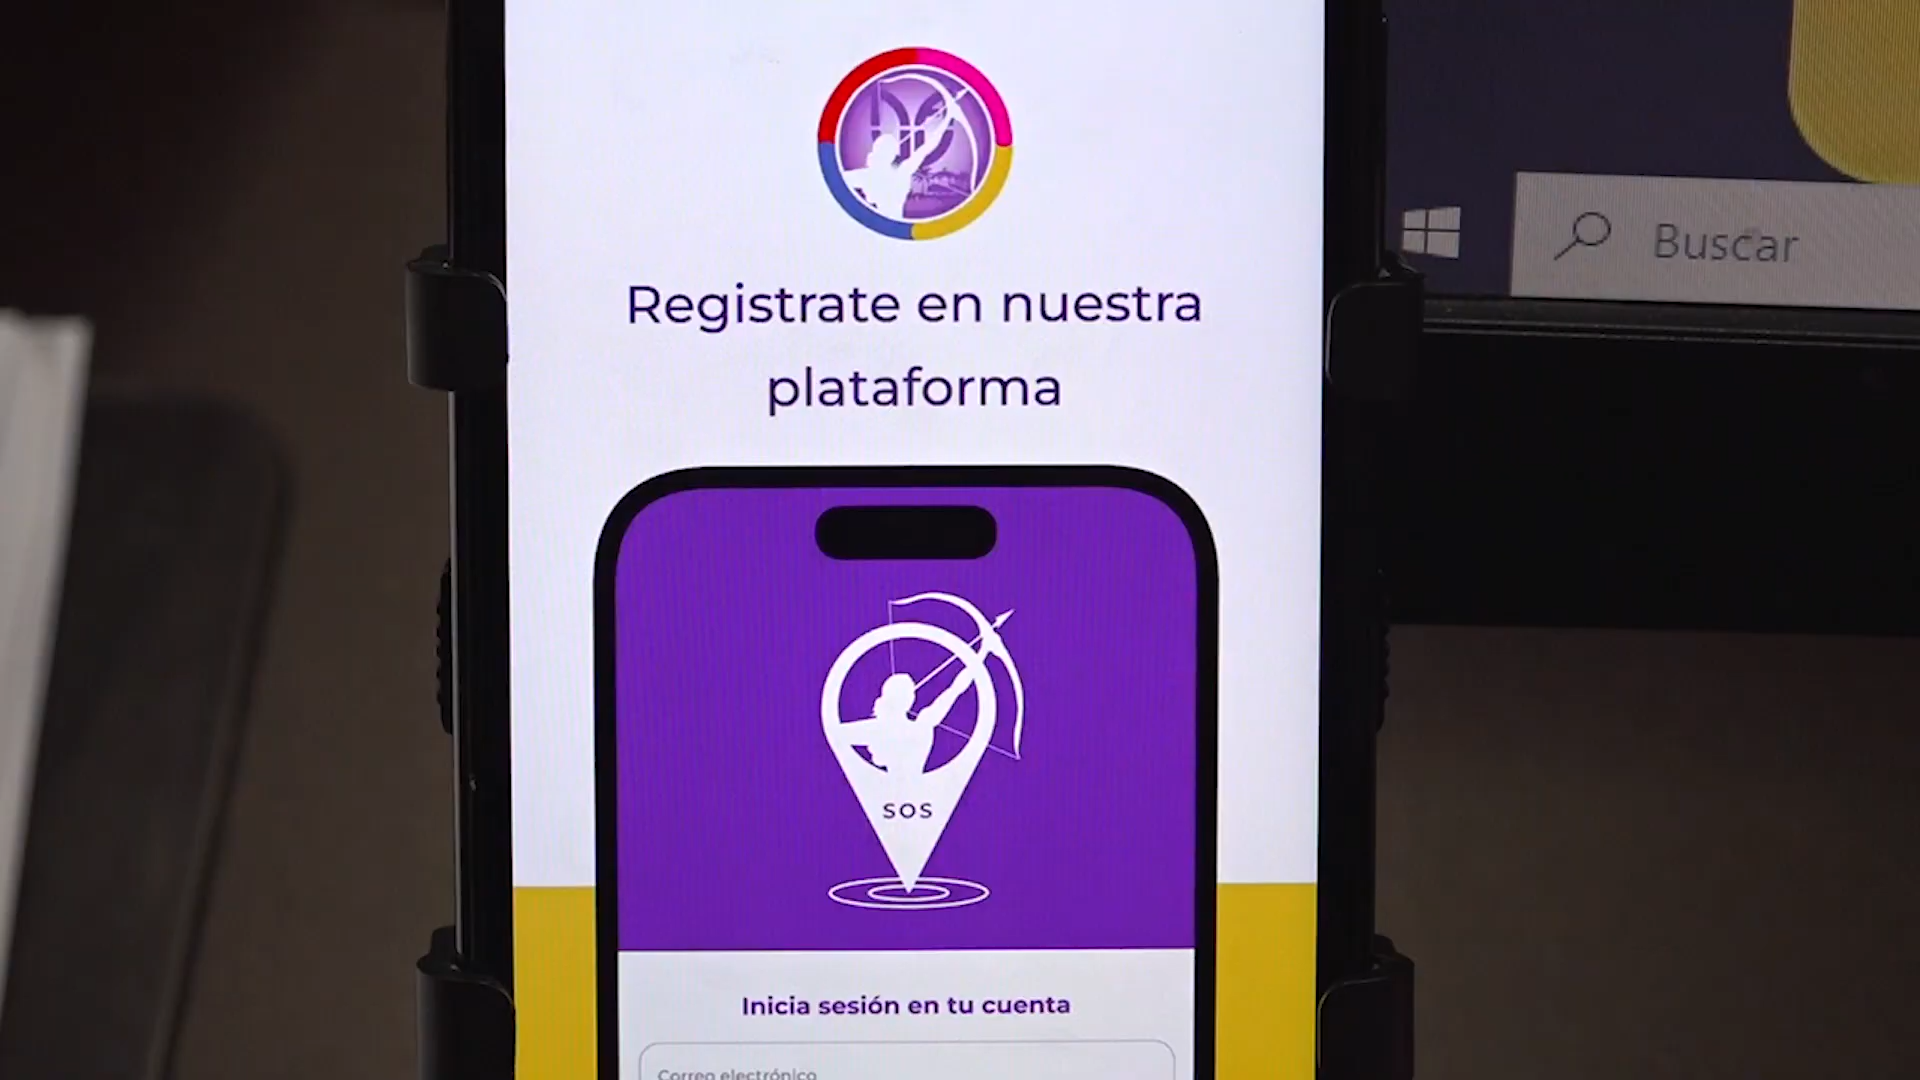 Registrate en nuestra
plataforma
SOS
Inicia sesión en tu cuenta
Correo electrónico
Buscar